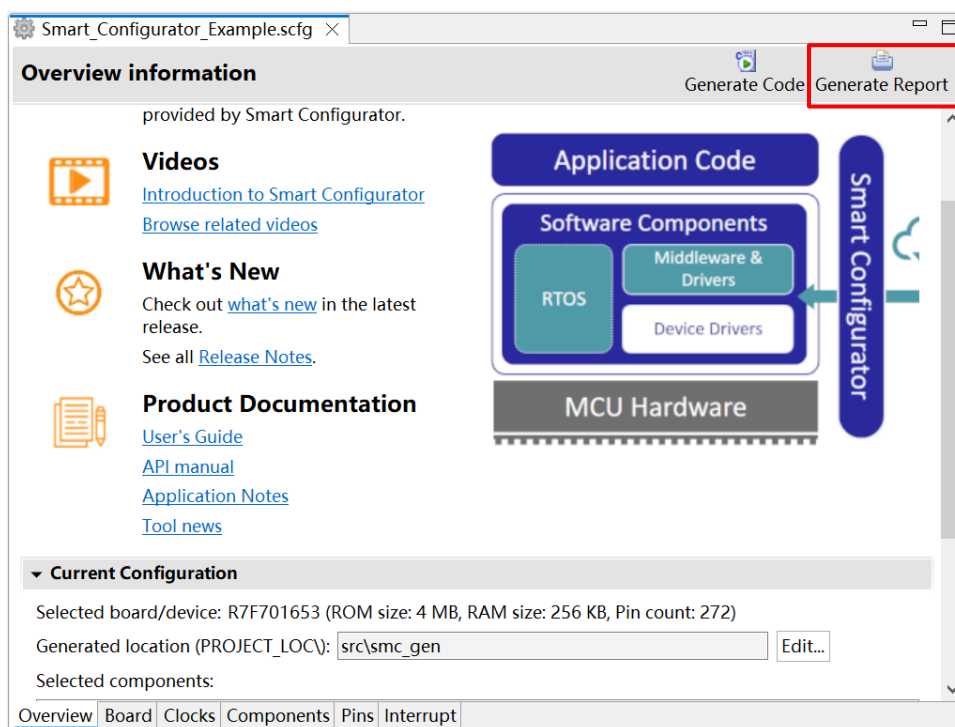 Smart_Configurator_Example.scfg
Overview information
Generate Code
Generate Report
provided by Smart Configurator.
Videos
Introduction to Smart Configurator
Browse related videos
What's New
Check out what's new in the latest
release.
See all Release Notes.
Product Documentation
User's Guide
API manual
Application Notes
Tool news
Application Code
Software Components
RTOS
Middleware &
Drivers
Device Drivers
MCU Hardware
Smart Configurator
Current Configuration
Selected board/device: R7F701653 (ROM size: 4 MB, RAM size: 256 KB, Pin count: 272)
Generated location (PROJECT_LOC\): src\smc_gen Edit...
Selected components:
Overview Board Clocks Components Pins Interrupt